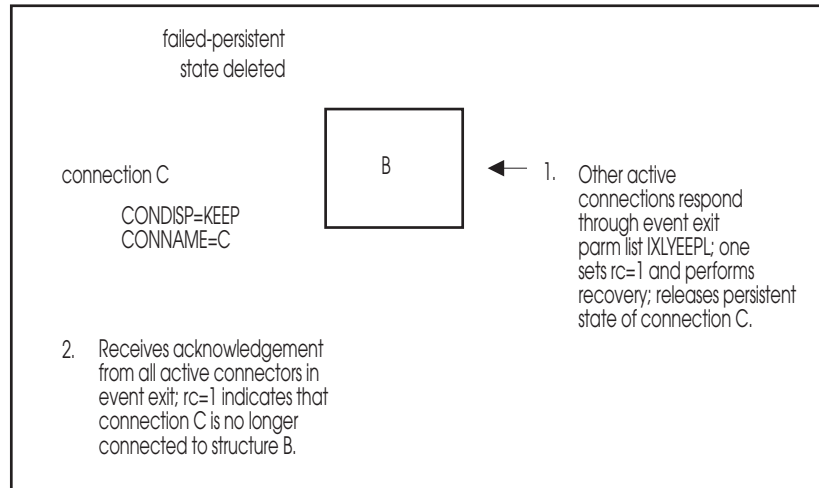 failed-persistent
state deleted
B
connection C
CONDISP=KEEP
CONNAME=C
1. Other active
connections respond
through event exit
parm list IXLYEEPL; one
sets rc=1 and performs
recovery; releases persistent
state of connection C.
2. Receives acknowledgement
from all active connectors in
event exit; rc=1 indicates that
connection C is no longer
connected to structure B.